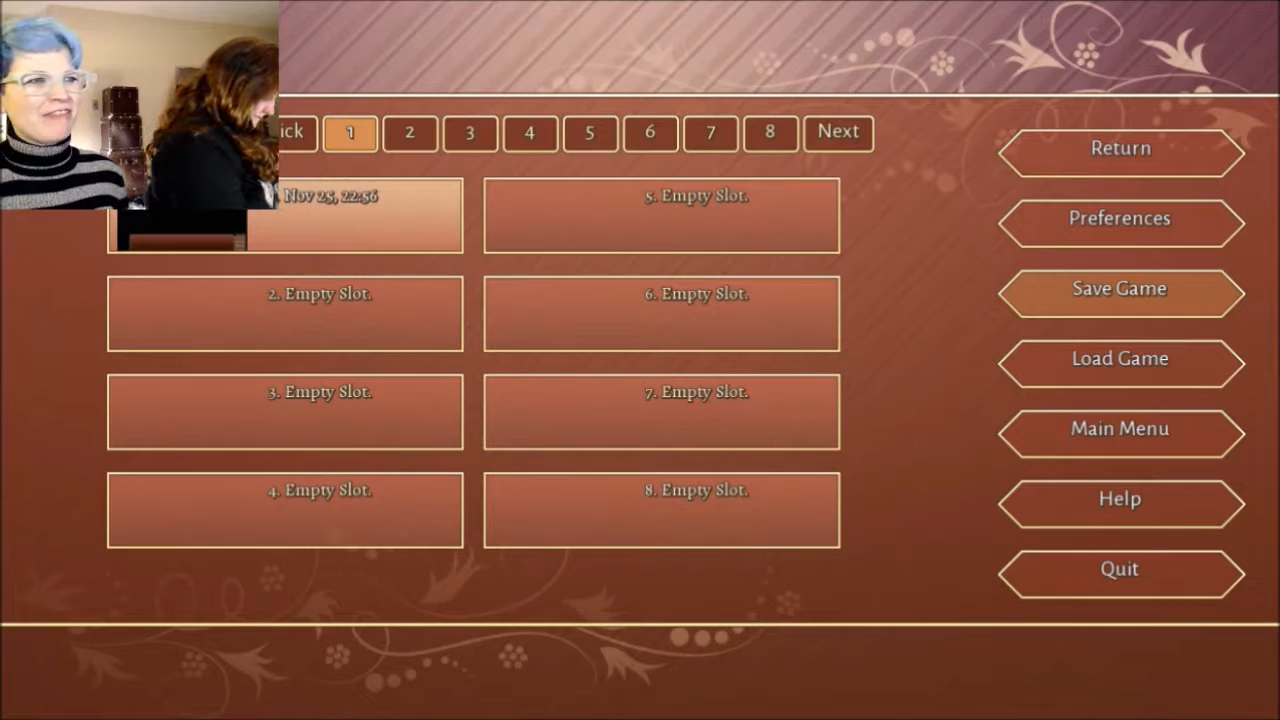 ick 1 2 3 4 5 6 7 8 Next
Nov 25, 22:56
5. Empty Slot.
2. Empty Slot.
6. Empty Slot.
3. Empty Slot.
7. Empty Slot.
4. Empty Slot.
8. Empty Slot.
Return
Preferences
Save Game
Load Game
Main Menu
Help
Quit